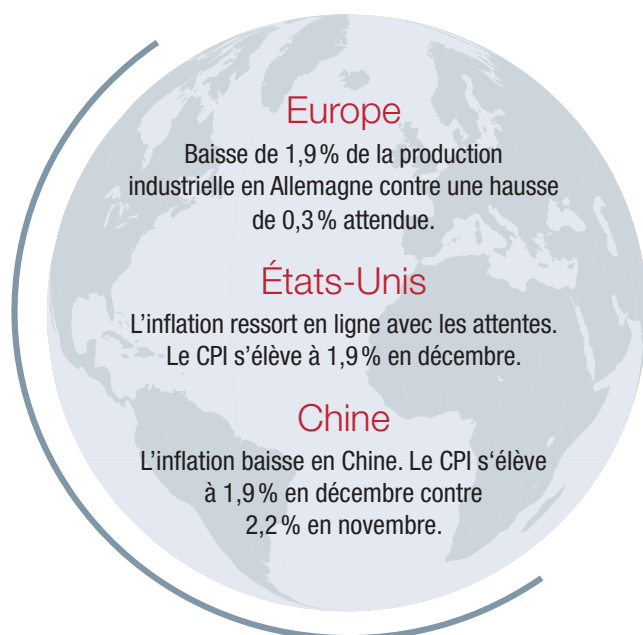 Europe
Baisse de 1,9 % de la production
industrielle en Allemagne contre une hausse
de 0,3 % attendue.
États-Unis
L’inflation ressort en ligne avec les attentes.
Le CPI s’élève à 1,9 % en décembre.
Chine
L’inflation baisse en Chine. Le CPI s‘élève
à 1,9 % en décembre contre
2,2 % en novembre.